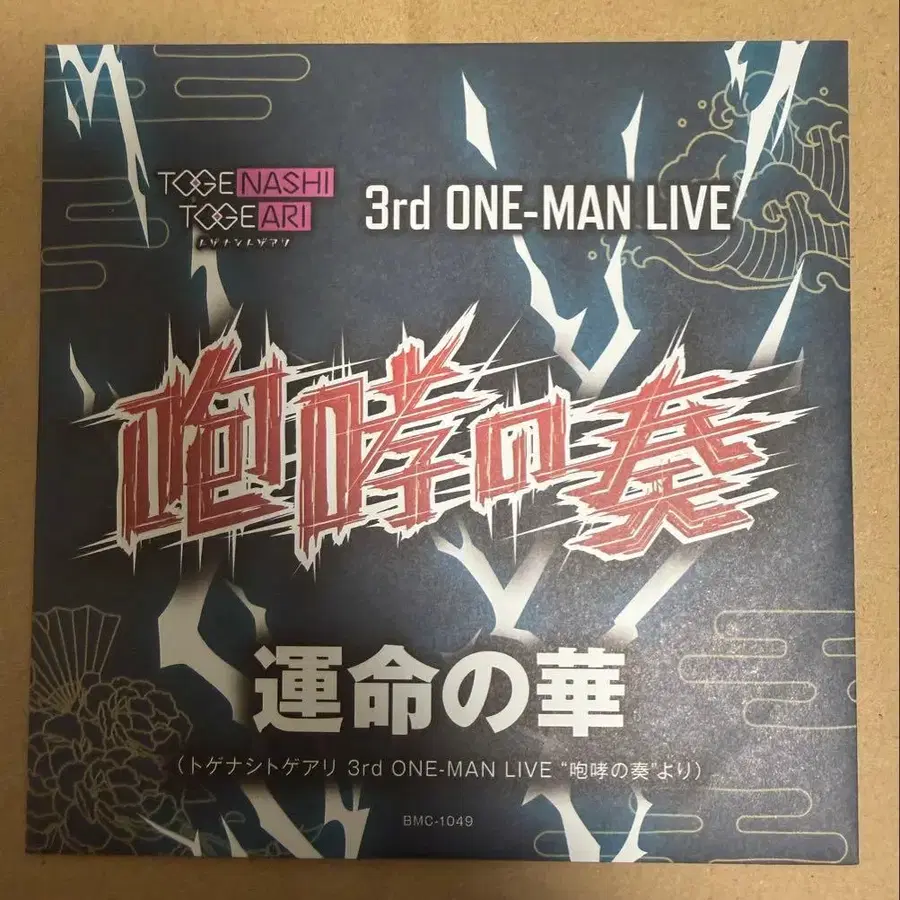 TOGENASHI
TOGEARI
トゲナシトゲアリ
3rd ONE-MAN LIVE
咆哮の奏
運命の華
(トゲナシトゲアリ 3rd ONE-MAN LIVE “咆哮の奏”より)
BMC-1049